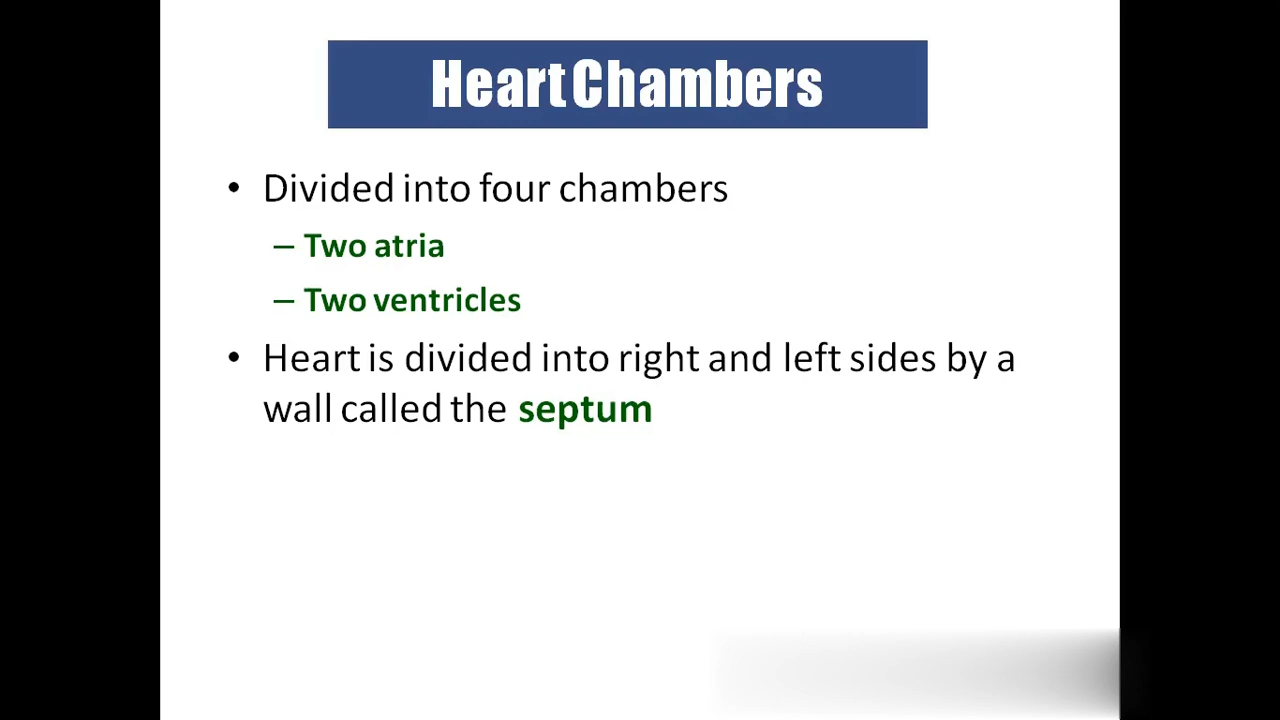 Heart Chambers
• Divided into four chambers
– Two atria
– Two ventricles
• Heart is divided into right and left sides by a
wall called the septum